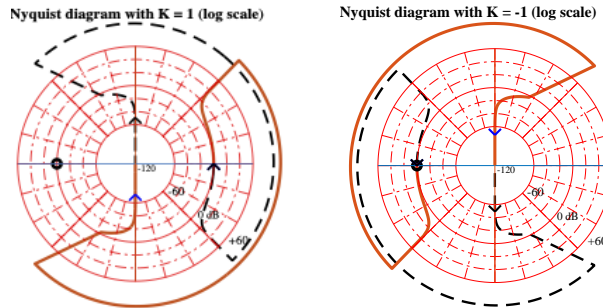 Nyquist diagram with K = 1 (log scale)
Nyquist diagram with K = -1 (log scale)
-120
-60
0 dB
+60
-120
-60
0 dB
+60